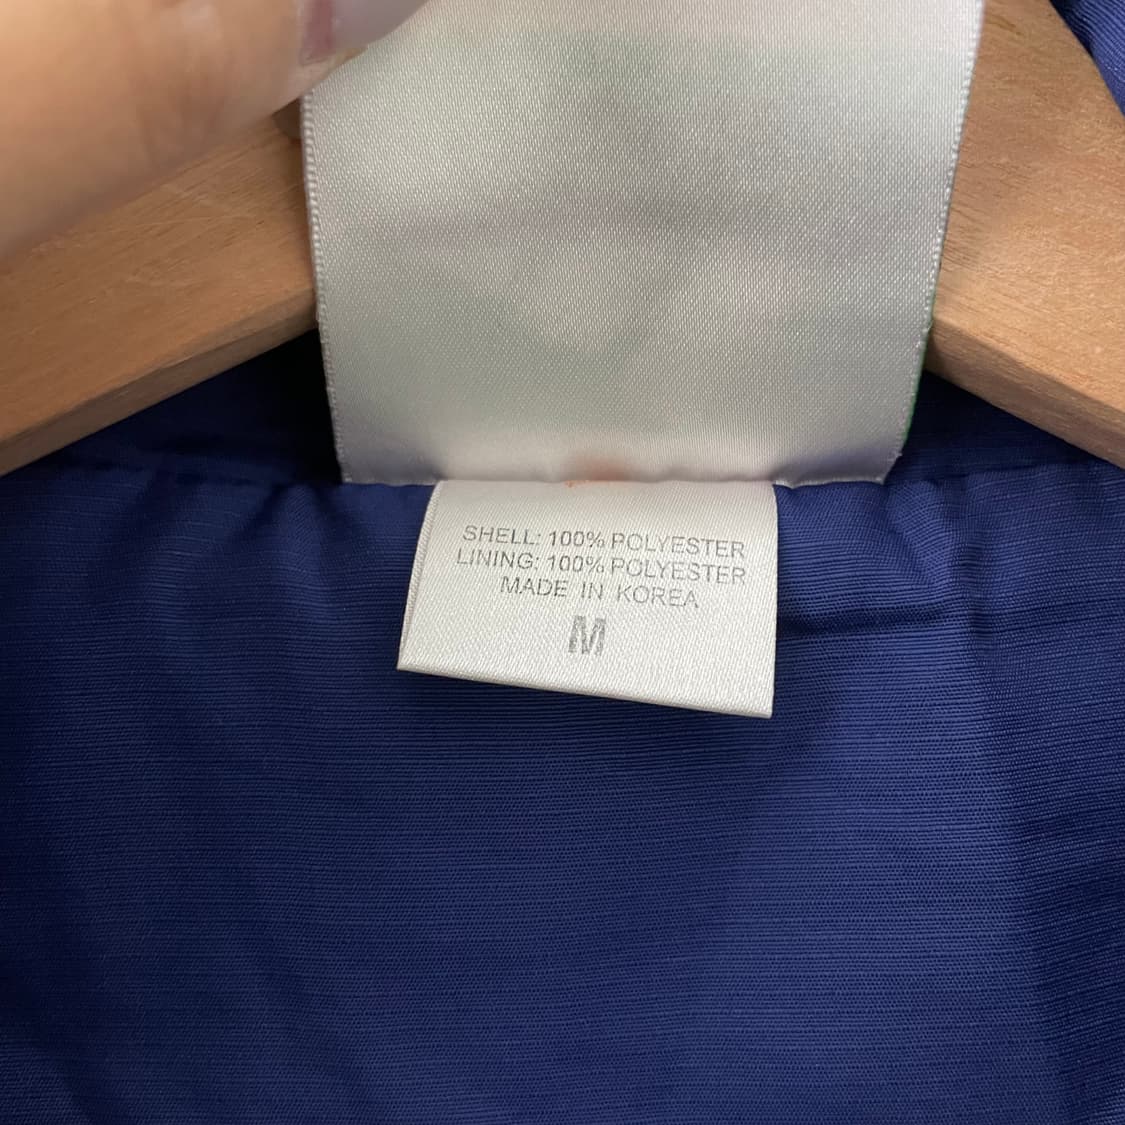 SHELL: 100% POLYESTER
LINING: 100% POLYESTER
MADE IN KOREA
M